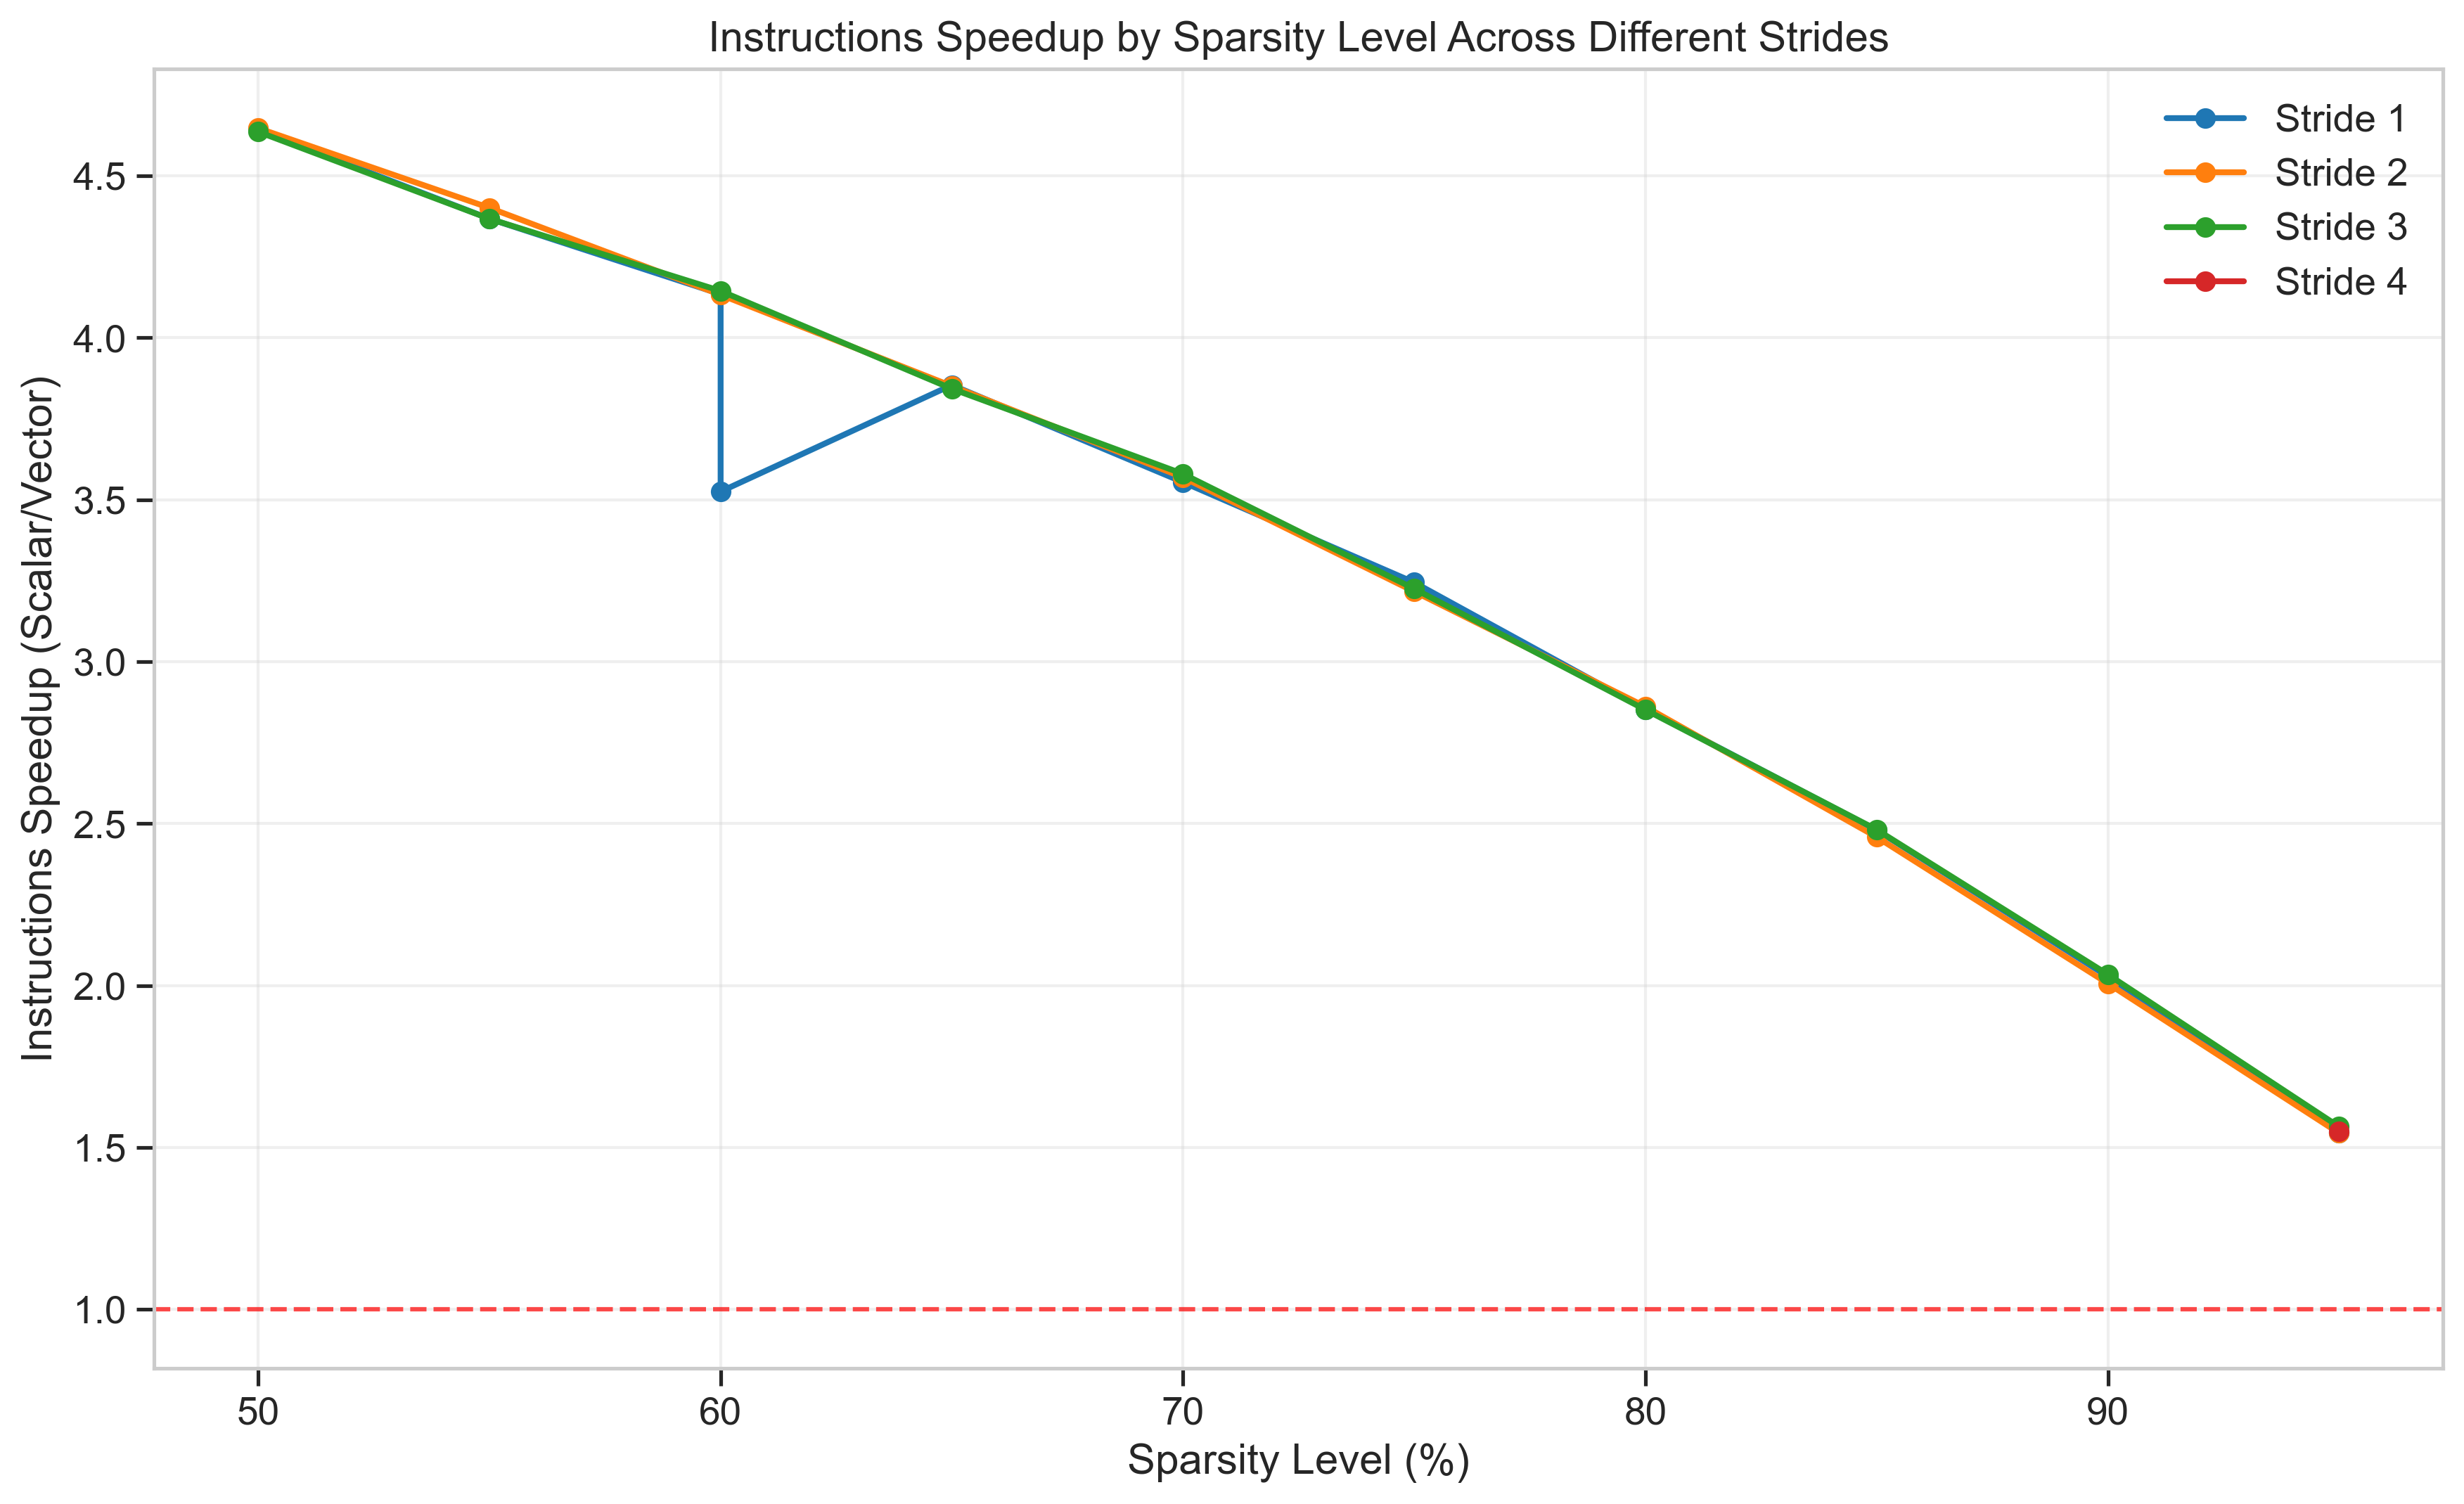 Instructions Speedup by Sparsity Level Across Different Strides
Stride 1
Stride 2
Stride 3
Stride 4
Instructions Speedup (Scalar/Vector)
4.5
4.0
3.5
3.0
2.5
2.0
1.5
1.0
50 60 70 80 90
Sparsity Level (%)